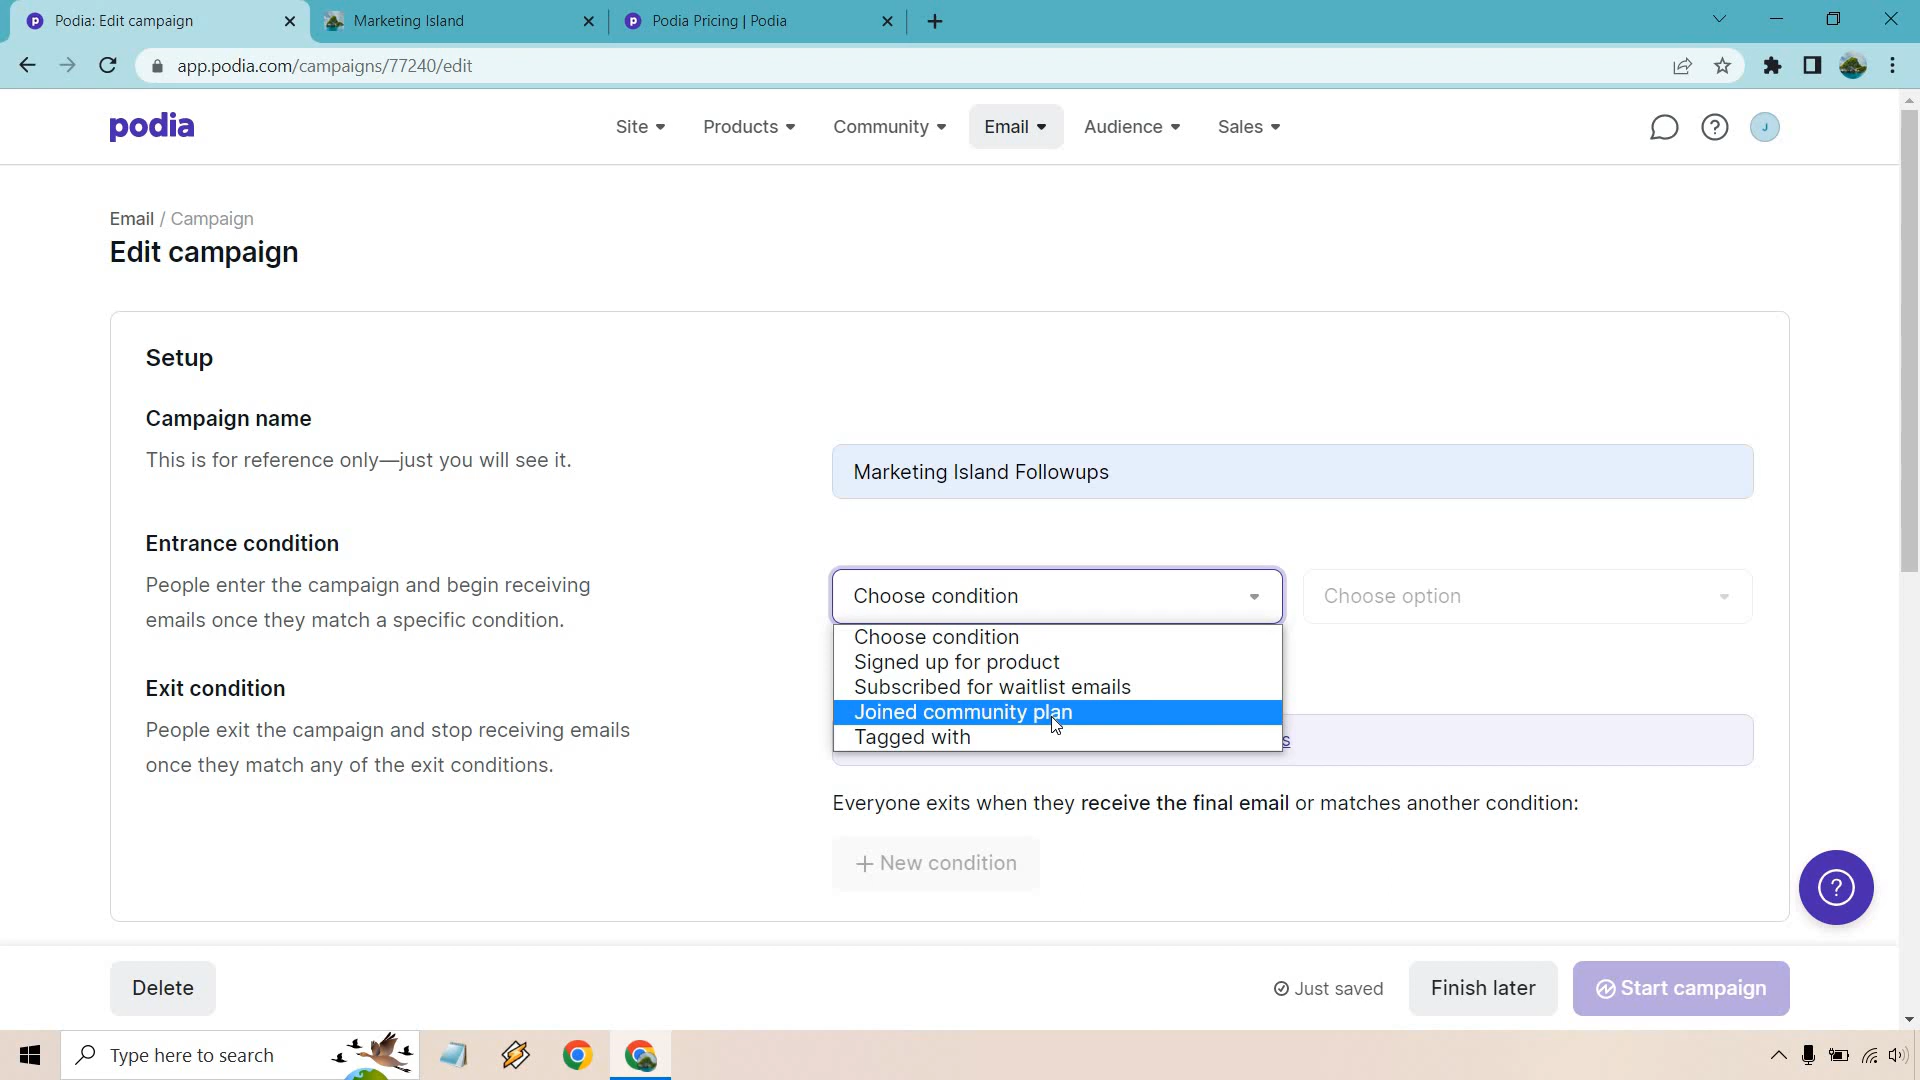 Podia: Edit campaign
Marketing Island
Podia Pricing | Podia
app.podia.com/campaigns/77240/edit
podia
Site
Products
Community
Email
Audience
Sales
J
Email / Campaign
Edit campaign
Setup
Campaign name
This is for reference only—just you will see it.
Marketing Island Followups
Entrance condition
People enter the campaign and begin receiving
emails once they match a specific condition.
Choose condition
Choose option
Choose condition
Signed up for product
Subscribed for waitlist emails
Joined community plan
Tagged with
Exit condition
People exit the campaign and stop receiving emails
once they match any of the exit conditions.
s
Everyone exits when they receive the final email or matches another condition:
+ New condition
Delete
Just saved
Finish later
Start campaign
Type here to search